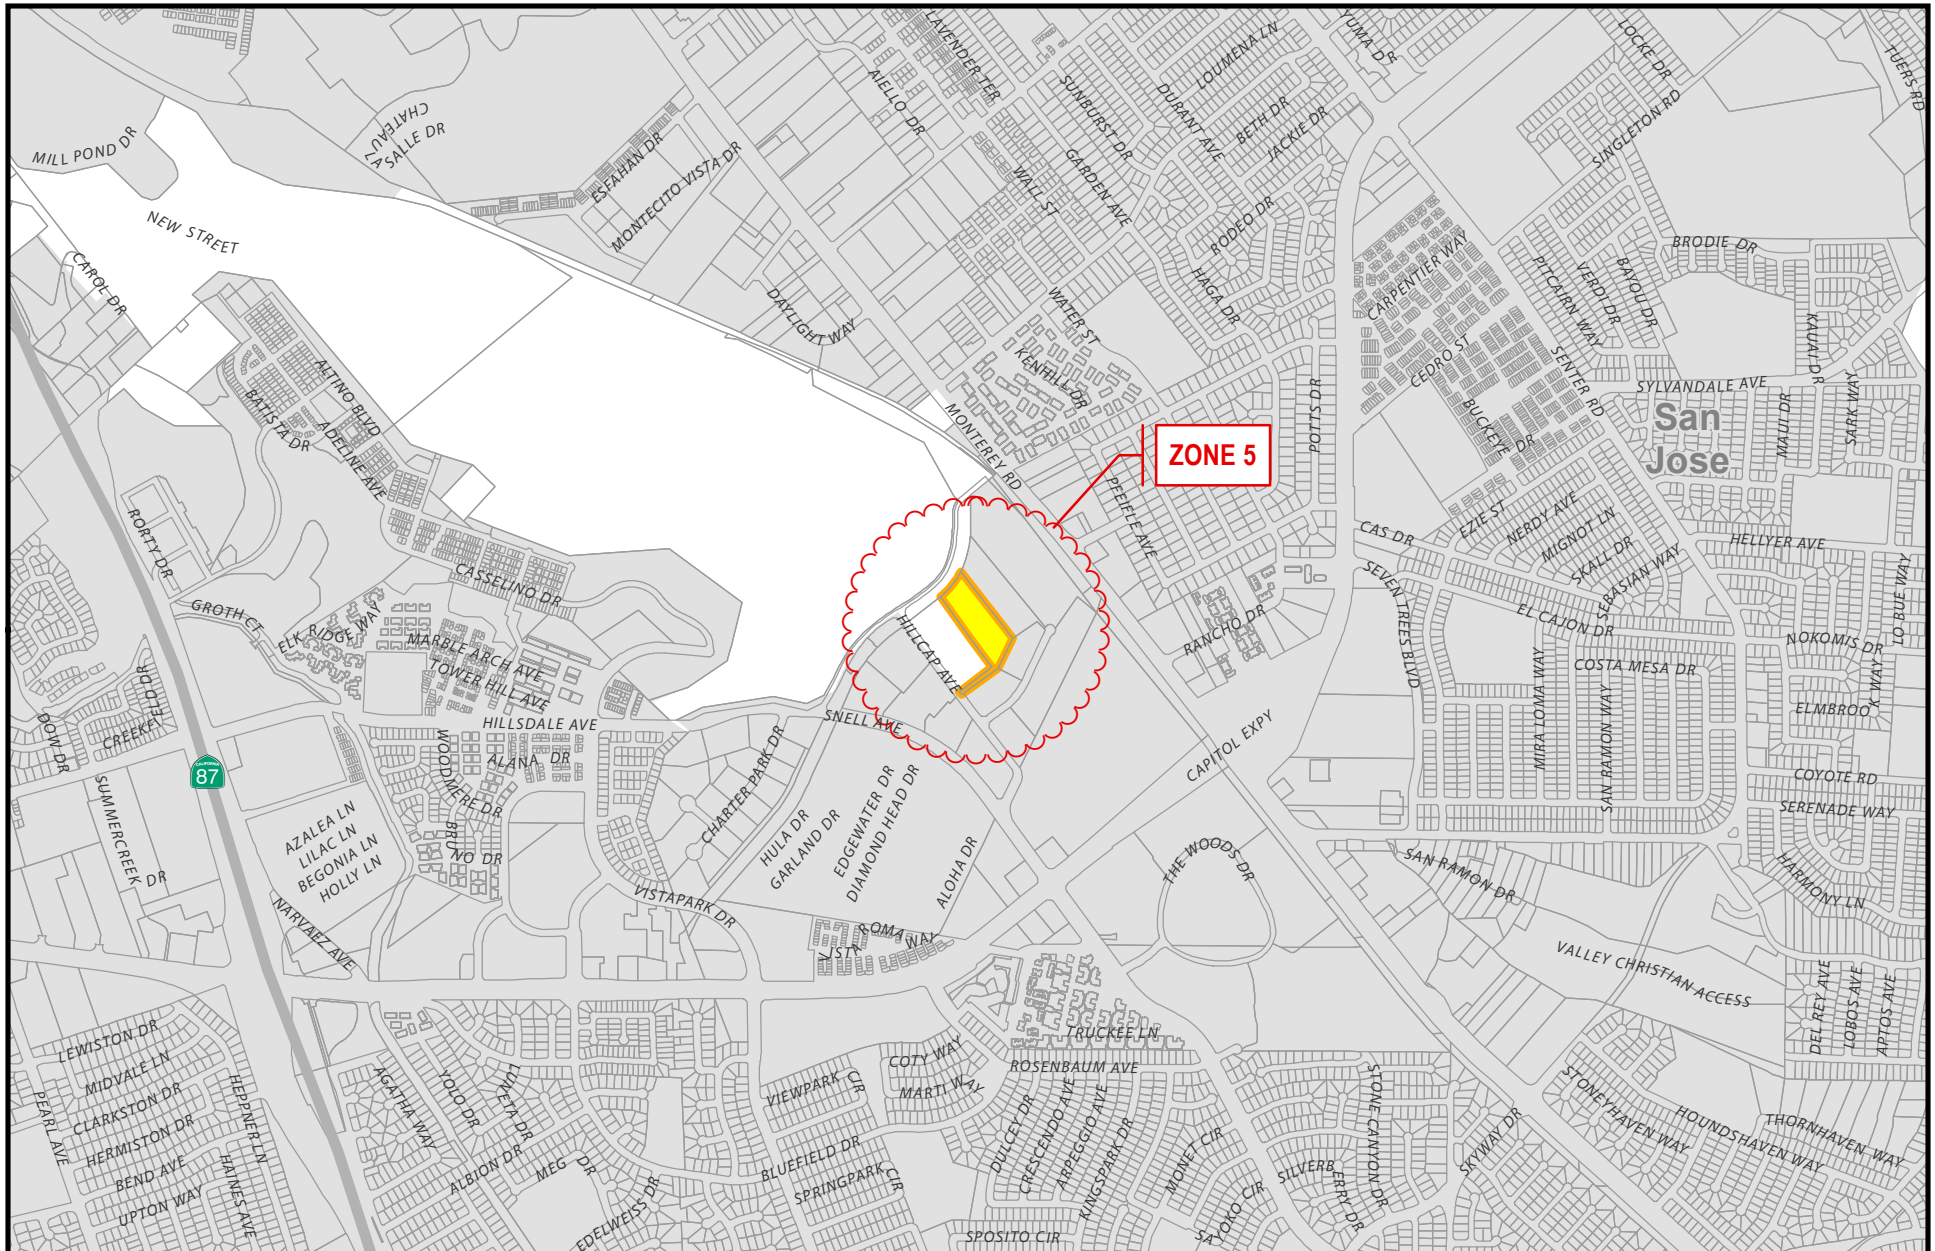 LAVENDER TER
LOUMENA LN
YUMA DR
LOCKE DR
TUERS RD
AIELLO DR
SUNBURST DR
DURANT AVE
BETH DR
JACKIE DR
SINGLETON RD
CHATEAU
LA SALLE DR
MILL POND DR
ESFAHAN DR
MONTECITO VISTA DR
WALL ST
GARDEN AVE
RODEO DR
NEW STREET
CAROL DR
HAGA DR
CARPENTIER WAY
PITCAIRN WAY
VERDI DR
BAYOU DR
BRODIE DR
DAYLIGHT WAY
WATER ST
KENHILL DR
CEDRO ST
SENTER RD
KAUAI DR
SYLVANDALE AVE
ALTINO BLVD
BATISTA DR
ADELINE AVE
MONTEREY RD
POTTS DR
BUCKEYE DR
San
Jose
MAUI DR
SARK WAY
ZONE 5
PFEIFLE AVE
RORTY DR
CAS DR
EZIE ST
NERDY AVE
MIGNOT LN
SKALL DR
SEBASIAN WAY
HELLYER AVE
LO BUE WAY
CASSELINO DR
GROTH CT
ELK RIDGE WAY
MARBLE ARCH AVE
TOWER HILL AVE
HILLCAP AVE
RANCHO DR
SEVEN TREES BLVD
EL CAJON DR
NOKOMIS DR
COSTA MESA DR
K WAY
CREEKFIELD DR
DOW DR
HILLSDALE AVE
SNELL AVE
MIRA LOMA WAY
SAN RAMON WAY
ELMBROO
87
CALIFORNIA
WOODMERE DR
ALANA DR
CHARTER PARK DR
CAPITOL EXPY
COYOTE RD
SERENADE WAY
SUMMERCREEK DR
AZALEA LN
LILAC LN
BEGONIA LN
HOLLY LN
BRUNO DR
HULA DR
GARLAND DR
EDGEWATER DR
DIAMOND HEAD DR
ALOHA DR
THE WOODS DR
SAN RAMON DR
HARMONY LN
NARVAEZ AVE
VISTAPARK DR
VISTA ROMA WAY
VALLEY CHRISTIAN ACCESS
DEL REY AVE
LOBOS AVE
APTOS AVE
LEWISTON DR
MIDVALE LN
CLARKSTON DR
HERMISTON DR
BEND AVE
UPTON WAY
PEARL AVE
HEPPNER LN
HAINES AVE
AGATHA WAY
YOLO DR
LUNETA DR
ALBION DR
MEG DR
EDELWEISS DR
VIEWPARK CIR
COTY WAY
MARTI WAY
TRUCKEE LN
ROSENBAUM AVE
BLUEFIELD DR
SPRINGPARK CIR
DULCEY DR
CRESCENDO AVE
ARPEGGIO AVE
KINGSPARK DR
MONET CIR
SAYOKO CIR
SILVERBERRY DR
STONE CANYON DR
SKYWAY DR
STONEYHAVEN WAY
HOUNDSHAVEN WAY
THORNHAVEN WAY
SPOSITO CIR